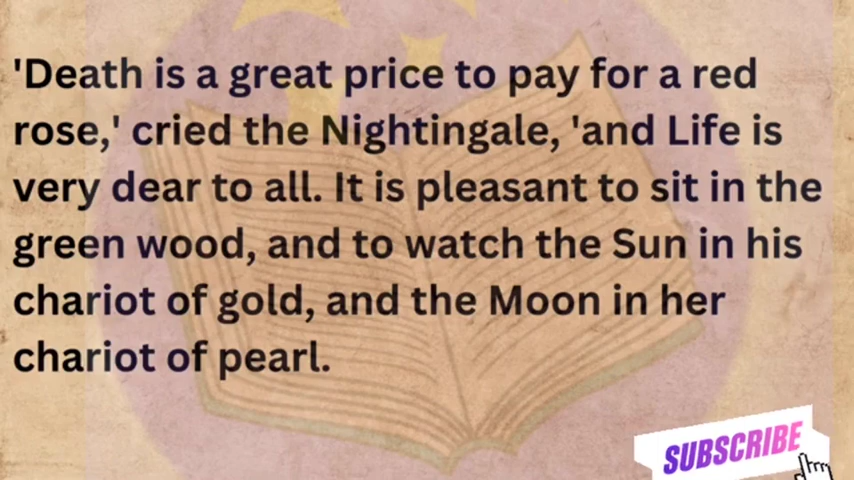 'Death is a great price to pay for a red
rose,' cried the Nightingale, 'and Life is
very dear to all. It is pleasant to sit in the
green wood, and to watch the Sun in his
chariot of gold, and the Moon in her
chariot of pearl.
SUBSCRIBE